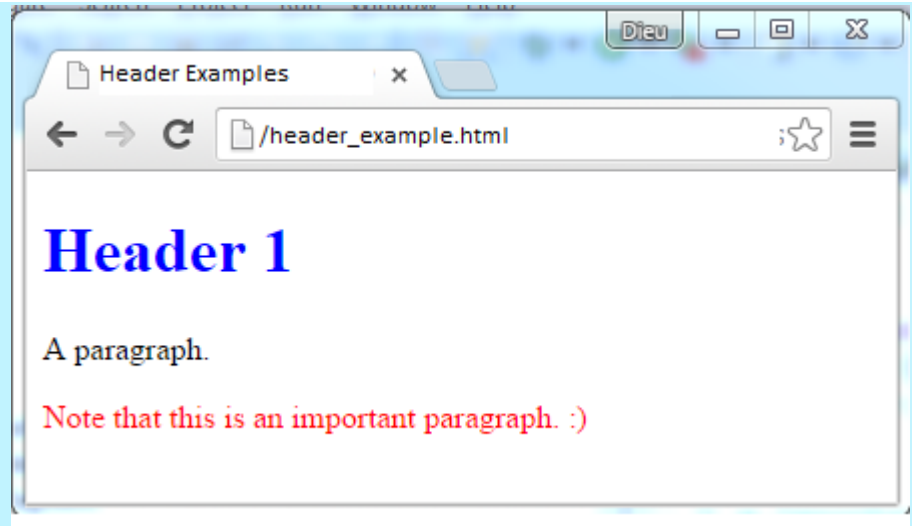 Dieu
Header Examples
/header_example.html
Header 1
A paragraph.
Note that this is an important paragraph. :)